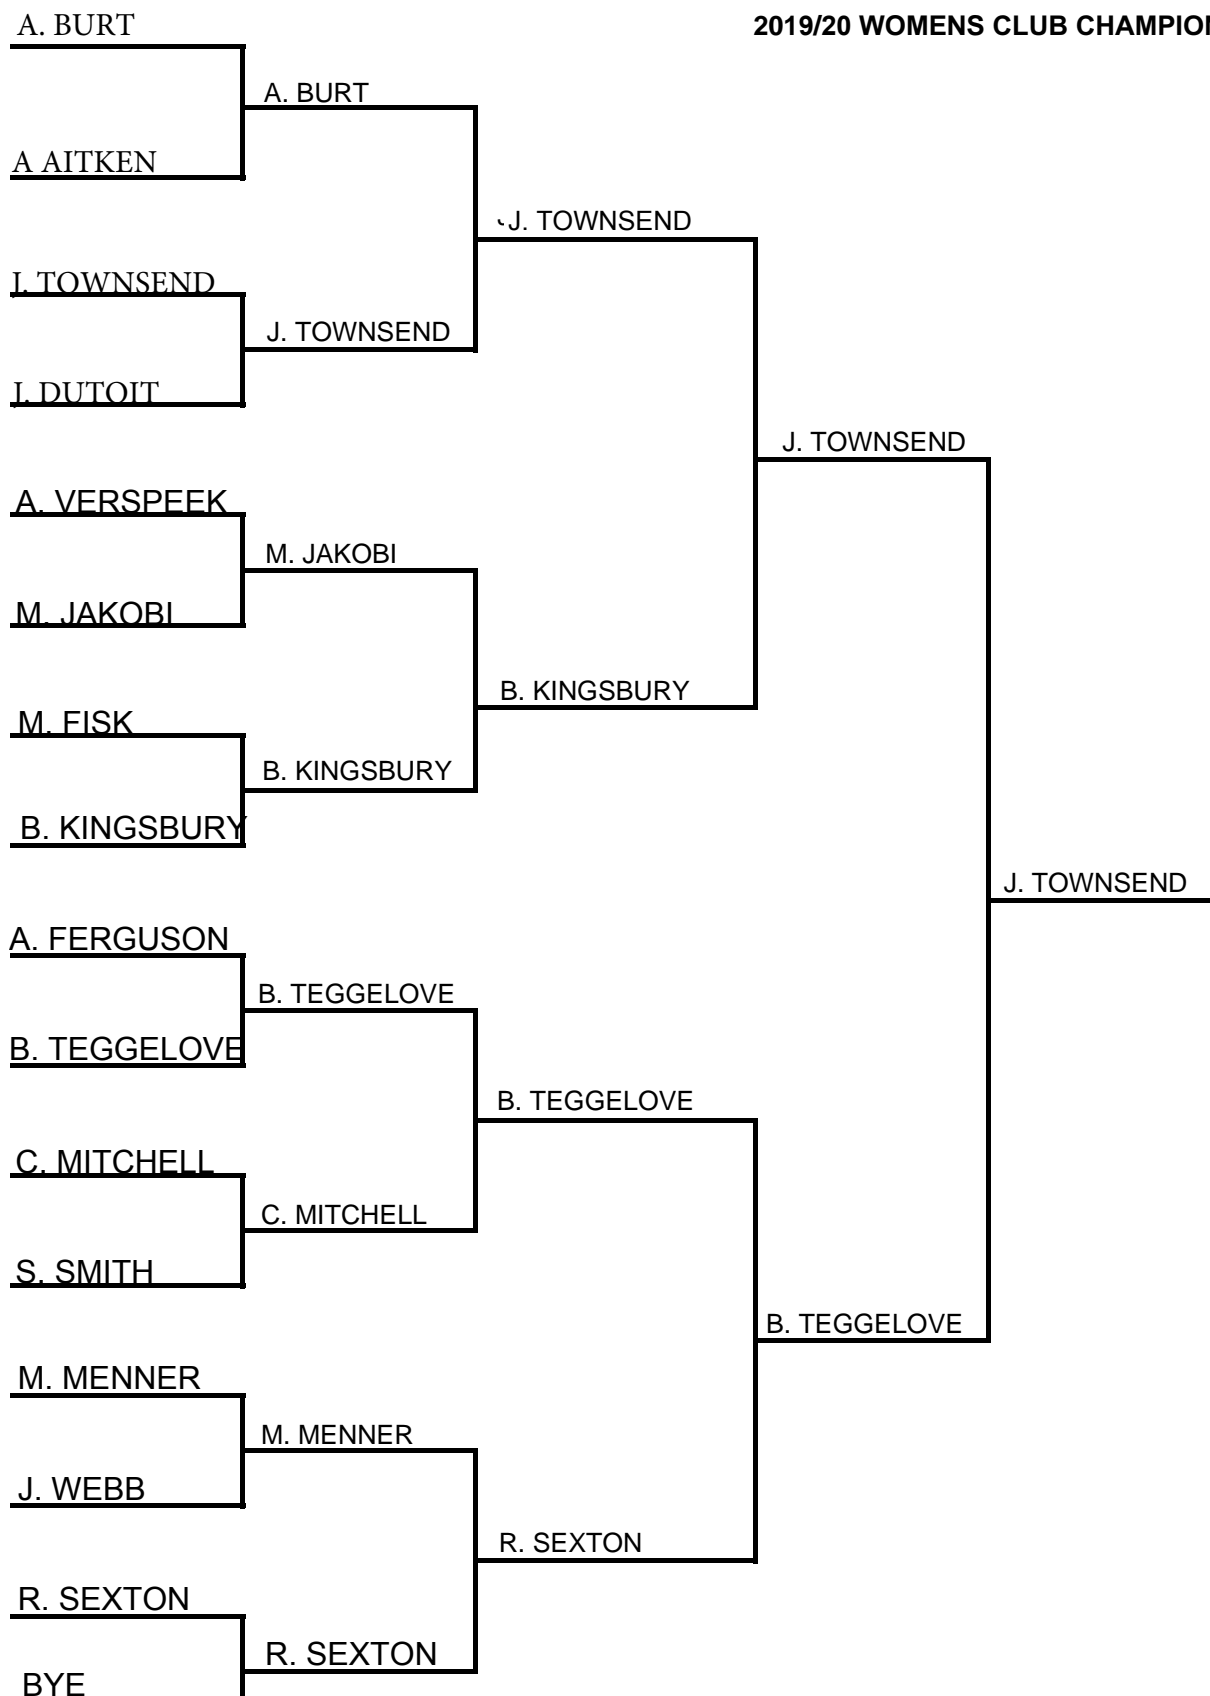 A. BURT
2019/20 WOMENS CLUB CHAMPION
A. BURT
A AITKEN
J. TOWNSEND
J. TOWNSEND
J. TOWNSEND
J. DUTOIT
J. TOWNSEND
A. VERSPEEK
M. JAKOBI
M. JAKOBI
B. KINGSBURY
M. FISK
B. KINGSBURY
B. KINGSBURY
J. TOWNSEND
A. FERGUSON
B. TEGGELOVE
B. TEGGELOVE
B. TEGGELOVE
C. MITCHELL
C. MITCHELL
S. SMITH
B. TEGGELOVE
M. MENNER
M. MENNER
J. WEBB
R. SEXTON
R. SEXTON
R. SEXTON
BYE